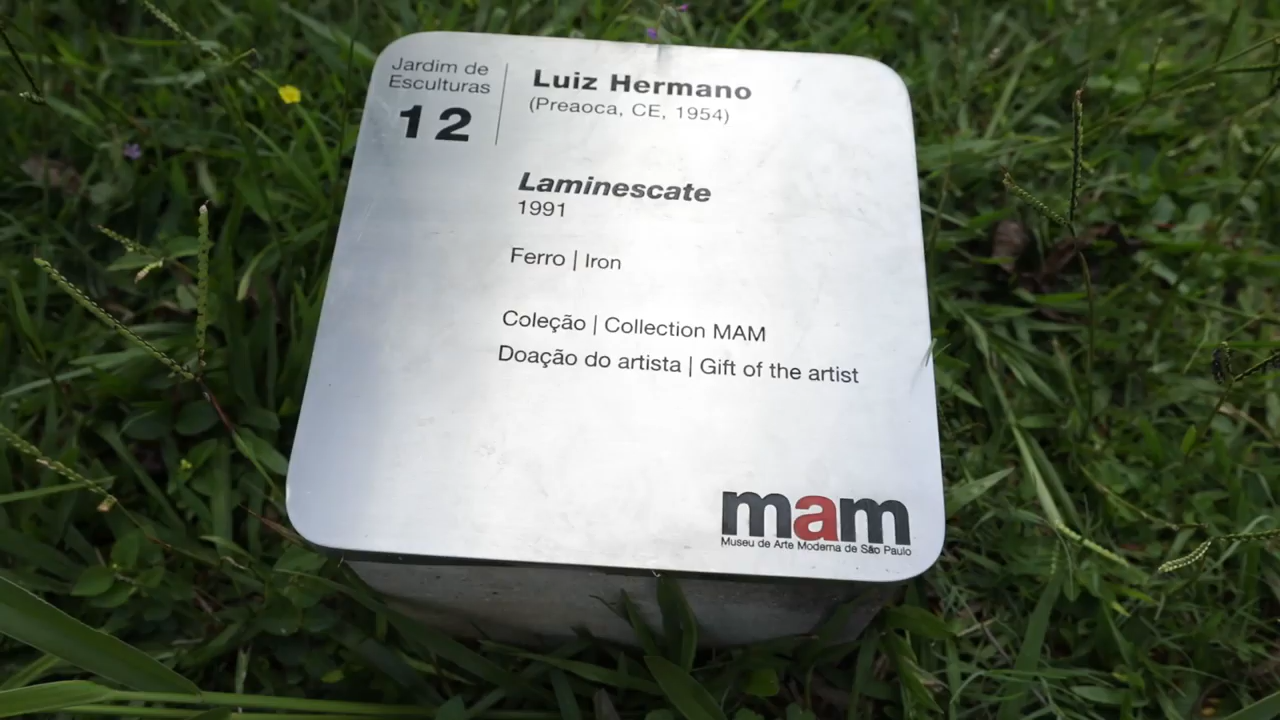 Jardim de
Esculturas
12
Luiz Hermano
(Preaoca, CE, 1954)
Laminescate
1991
Ferro | Iron
Coleção | Collection MAM
Doação do artista | Gift of the artist
mam
Museu de Arte Moderna de São Paulo